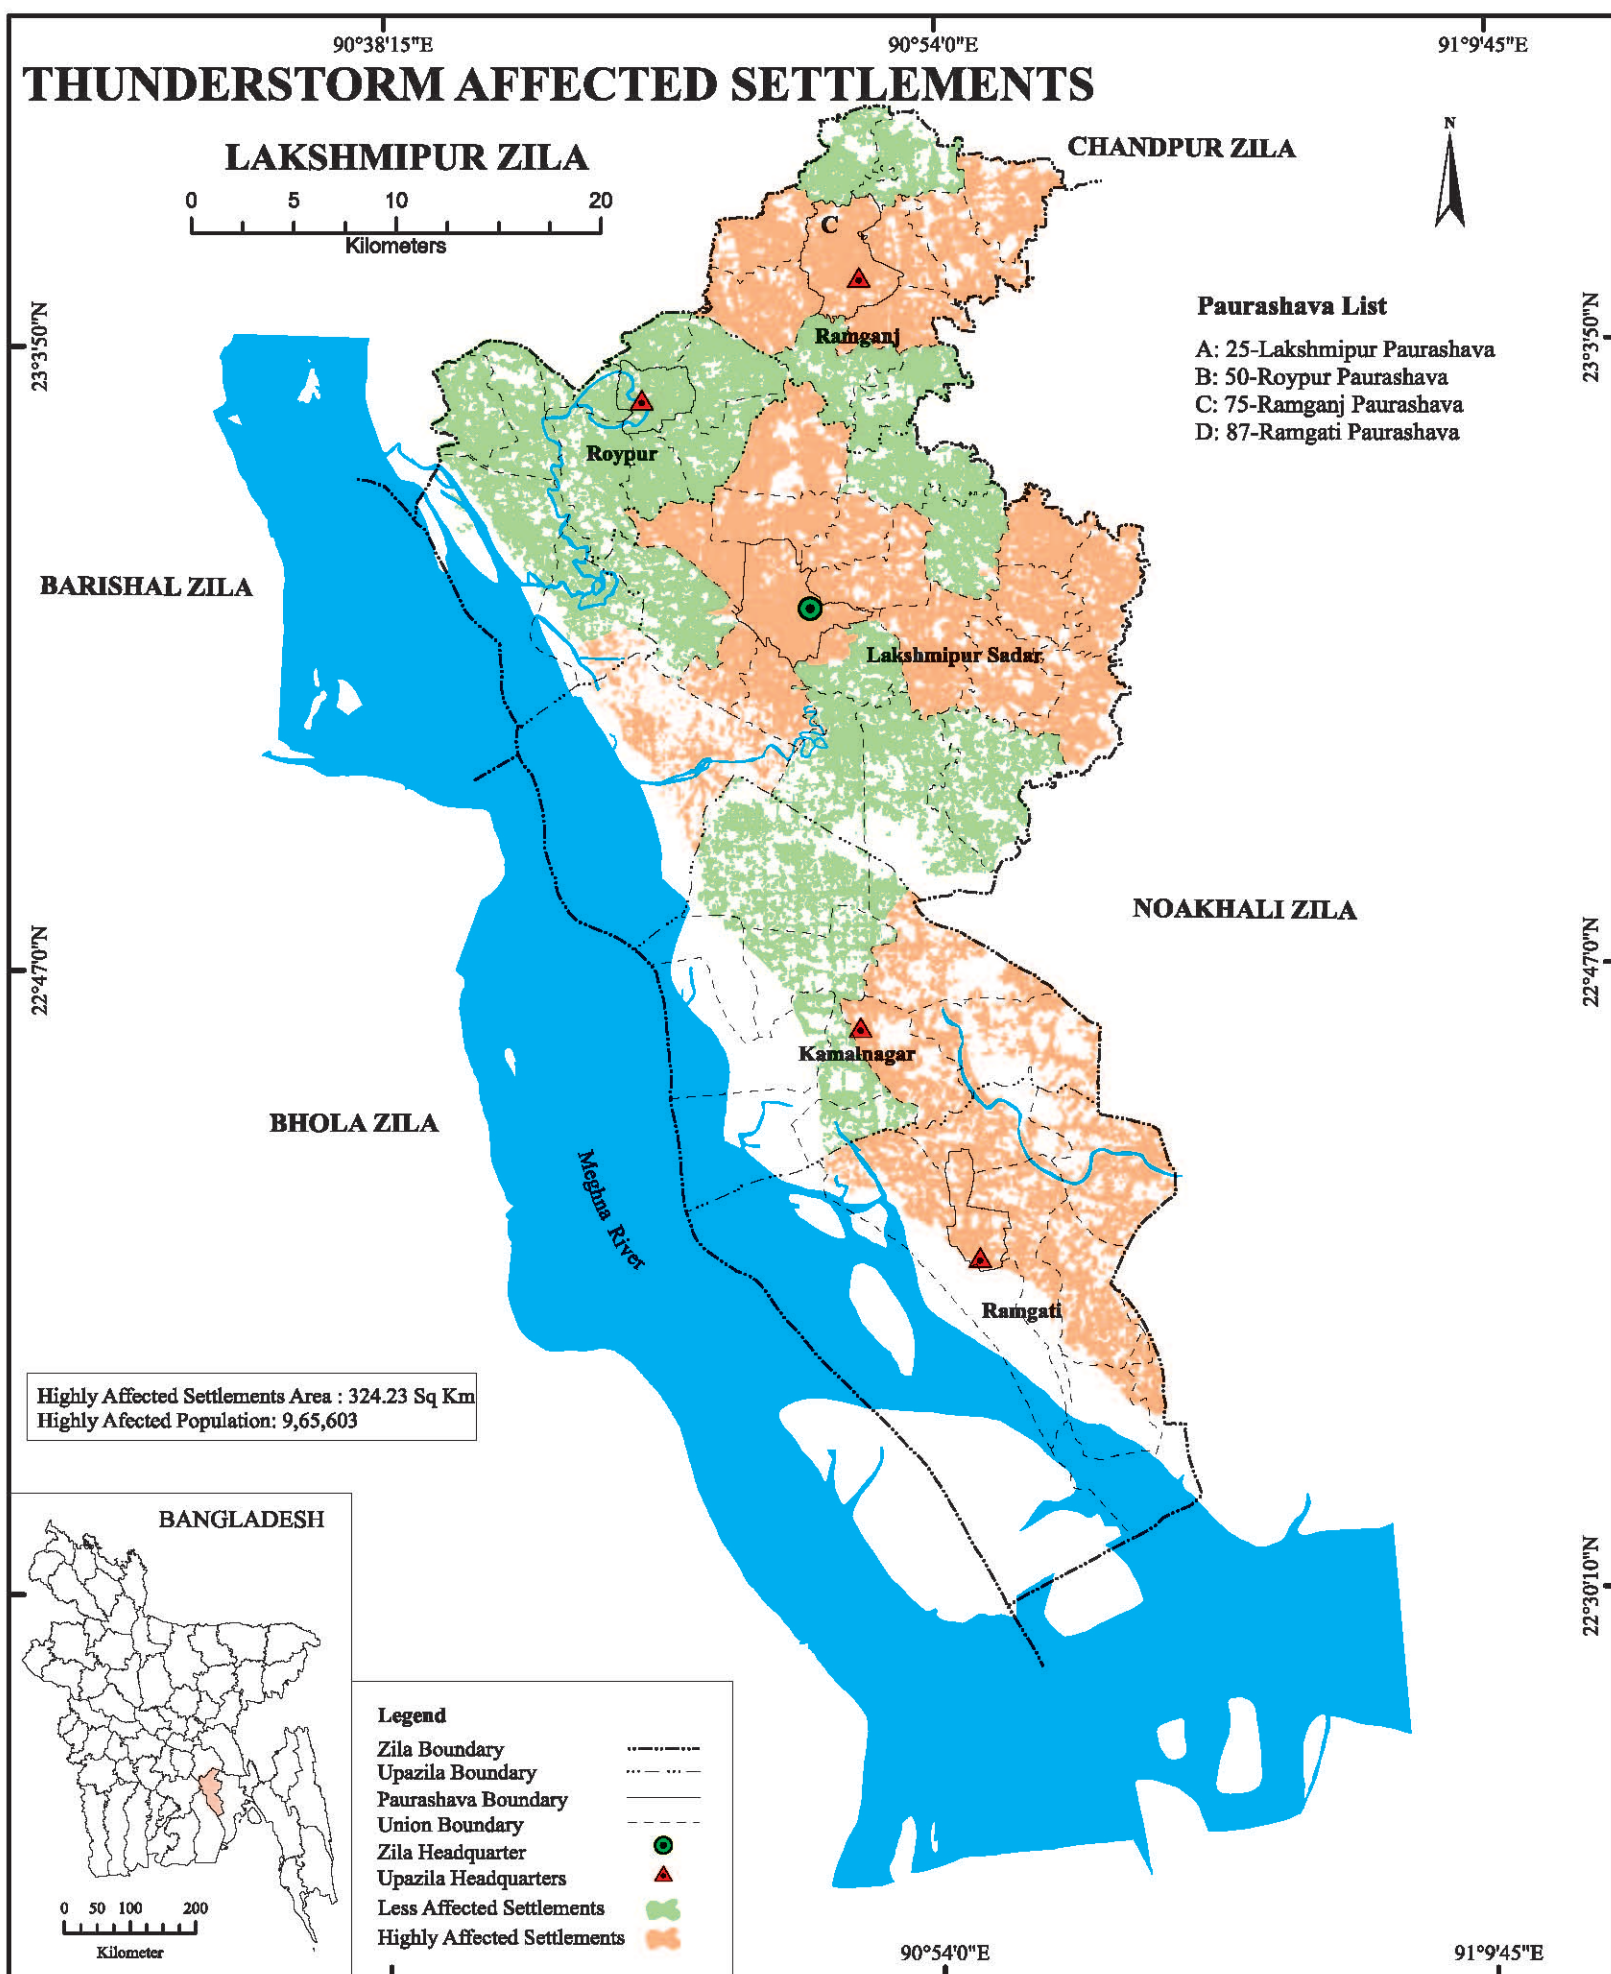 90°38'15"E
90°54'0"E
91°9'45"E
THUNDERSTORM AFFECTED SETTLEMENTS
LAKSHMIPUR ZILA
CHANDPUR ZILA
N
0 5 10 20
Kilometers
C
Ramganj
Paurashava List
A: 25-Lakshmipur Paurashava
B: 50-Roypur Paurashava
C: 75-Ramganj Paurashava
D: 87-Ramgati Paurashava
23°3'50"N
23°3'50"N
Roypur
BARISHAL ZILA
Lakshmipur Sadar
NOAKHALI ZILA
22°47'0"N
22°47'0"N
Kamalnagar
BHOLA ZILA
Meghna River
Ramgati
Highly Affected Settlements Area : 324.23 Sq Km
Highly Afected Population: 9,65,603
22°30'10"N
BANGLADESH
0 50 100 200
Kilometer
Legend
Zila Boundary
Upazila Boundary
Paurashava Boundary
Union Boundary
Zila Headquarter
Upazila Headquarters
Less Affected Settlements
Highly Affected Settlements
90°54'0"E
91°9'45"E